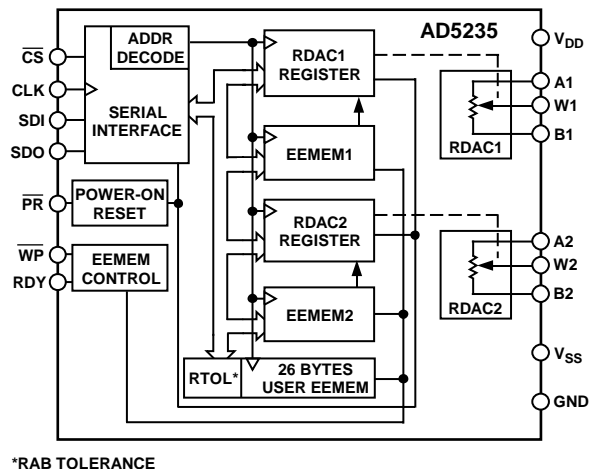 AD5235
ADDR
DECODE
CS
CLK
SDI
SDO
SERIAL
INTERFACE
PR
POWER-ON
RESET
WP
RDY
EEMEM
CONTROL
RDAC1
REGISTER
EEMEM1
RDAC2
REGISTER
EEMEM2
RTOL*
26 BYTES
USER EEMEM
VDD
A1
W1
B1
RDAC1
A2
W2
B2
RDAC2
VSS
GND
*RAB TOLERANCE